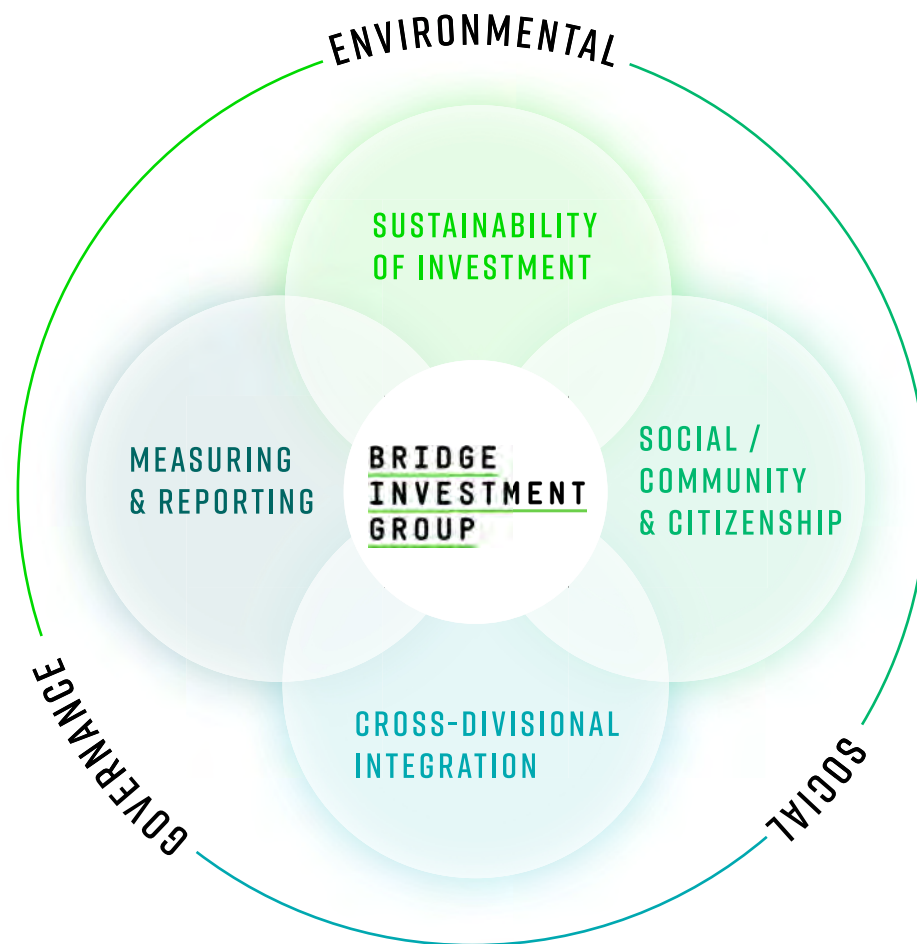 ENVIRONMENTAL
SUSTAINABILITY
OF INVESTMENT
MEASURING
& REPORTING
BRIDGE
INVESTMENT
GROUP
SOCIAL /
COMMUNITY
& CITIZENSHIP
CROSS-DIVISIONAL
INTEGRATION
GOVERNANCE
SOCIAL